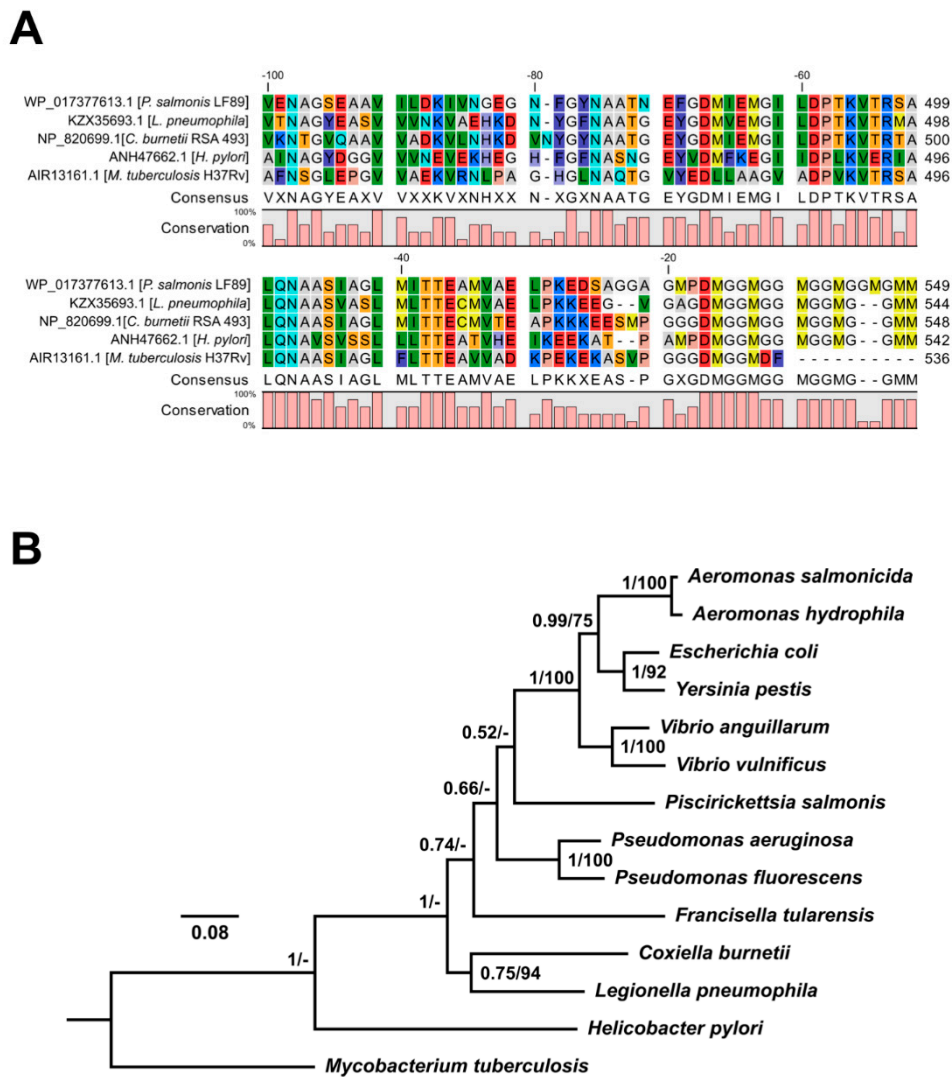 A
-100 -80 -60
WP_017377613.1 [P. salmonis LF89] VENAGSEAAV ILDKIVNGEG N-FGYNAATN EFGDMIEMGI LDPTKVTRSA 499
KZX35693.1 [L. pneumophila] VTNAGYEASV VVNKVAEHKD N-YGFNAATG EYGDMVEMGI LDPTKVTRMA 498
NP_820699.1[C. burnetii RSA 493] VKNTGVQAAV VADKVLNHKD VNYGYNAATG EYGDMIEMGI LDPTKVTRTS 500
ANH47662.1 [H. pylori] AINAGYDGGV VVNEVEKHEG H-FGFNASNG EYVDMFKEGI IDPLKVERIA 496
AIR13161.1 [M. tuberculosis H37Rv] AFNSGLEPGV VAEKVRNLPA G-HGLNAQTG VYEDLLAAGV ADPVKVTRSA 496
Consensus VXNAGYEAXV VXXKVXNHXX N-XGXNAATG EYGDMIEMGI LDPTKVTRSA
100%
Conservation
0%
-40 -20
WP_017377613.1 [P. salmonis LF89] LQNAASIAGL MITTEAMVAE LPKEDSAGGA GMPDMGGMGG MGGMGGMGMM 549
KZX35693.1 [L. pneumophila] LQNAASVASL MLTTECMVAE LPKKEEG--V GAGDMGGMGG MGGMG--GMM 544
NP_820699.1[C. burnetii RSA 493] LQNAASIAGL MITTECMVTE APKKKEESMP GGGDMGGMGG MGGMG--GMM 548
ANH47662.1 [H. pylori] LQNAVSVSSL LLTTEATVHE IKEEKAT--P AMPDMGGMGG MGGMG--GMM 542
AIR13161.1 [M. tuberculosis H37Rv] LQNAASIAGL FLTTEAVVAD KPEKEKASVP GGGDMGGMDF ---------- 536
Consensus LQNAASIAGL MLTTEAMVAE LPKKXEAS-P GXGDMGGMGG MGGMG--GMM
100%
Conservation
0%
B
Aeromonas salmonicida
1/100
Aeromonas hydrophila
0.99/75
Escherichia coli
1/92
Yersinia pestis
1/100
Vibrio anguillarum
1/100
Vibrio vulnificus
0.52/-
Piscirickettsia salmonis
0.66/-
Pseudomonas aeruginosa
1/100
Pseudomonas fluorescens
0.74/-
Francisella tularensis
1/-
0.08
Coxiella burnetii
0.75/94
Legionella pneumophila
1/-
Helicobacter pylori
Mycobacterium tuberculosis